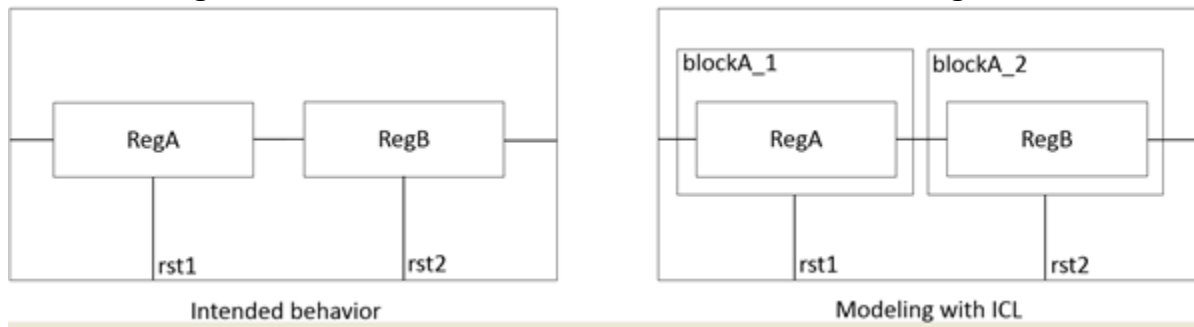 blockA_1
blockA_2
RegA
RegB
RegA
RegB
rst1
rst2
rst1
rst2
Intended behavior
Modeling with ICL